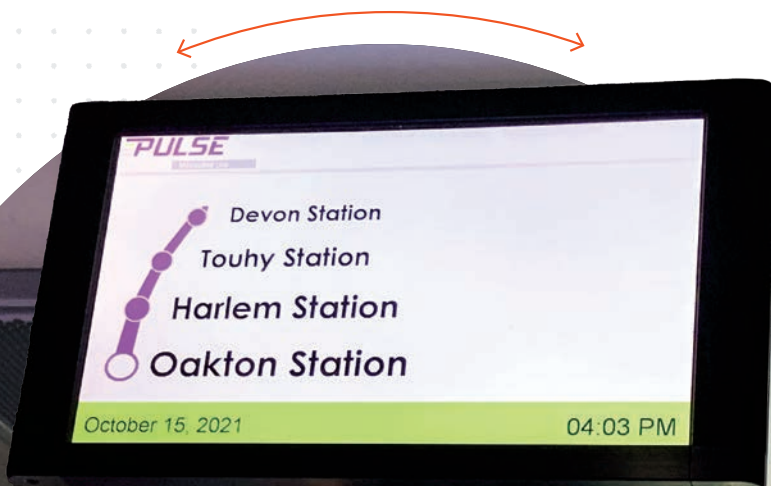 PULSE
Devon Station
Touhy Station
Harlem Station
Oakton Station
October 15, 2021
04:03 PM